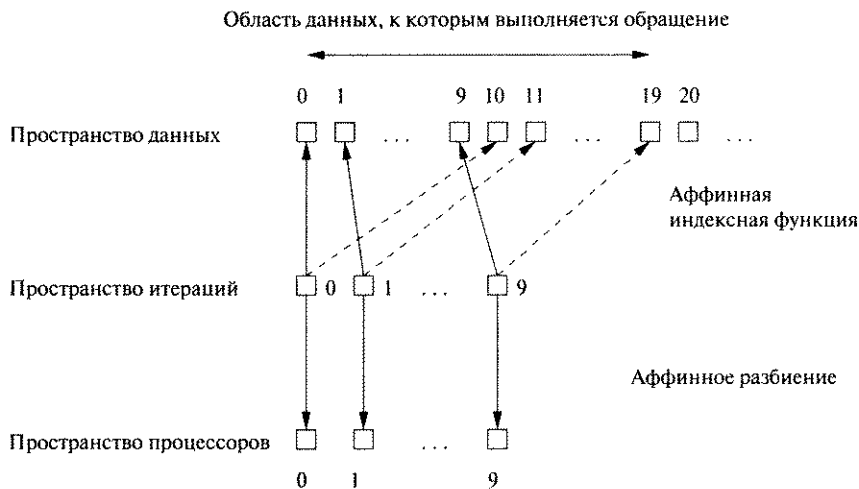 Область данных, к которым выполняется обращение
0 1 9 10 11 19 20
Пространство данных ... ... ...
Аффинная
индексная функция
Пространство итераций 0 1 ... 9
Аффинное разбиение
Пространство процессоров ...
0 1 9